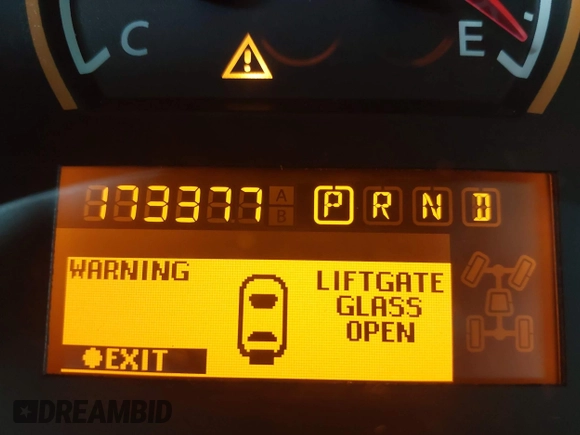 C E
173377 A B P R N D
WARNING
LIFTGATE
GLASS
OPEN
EXIT
DREAMBID